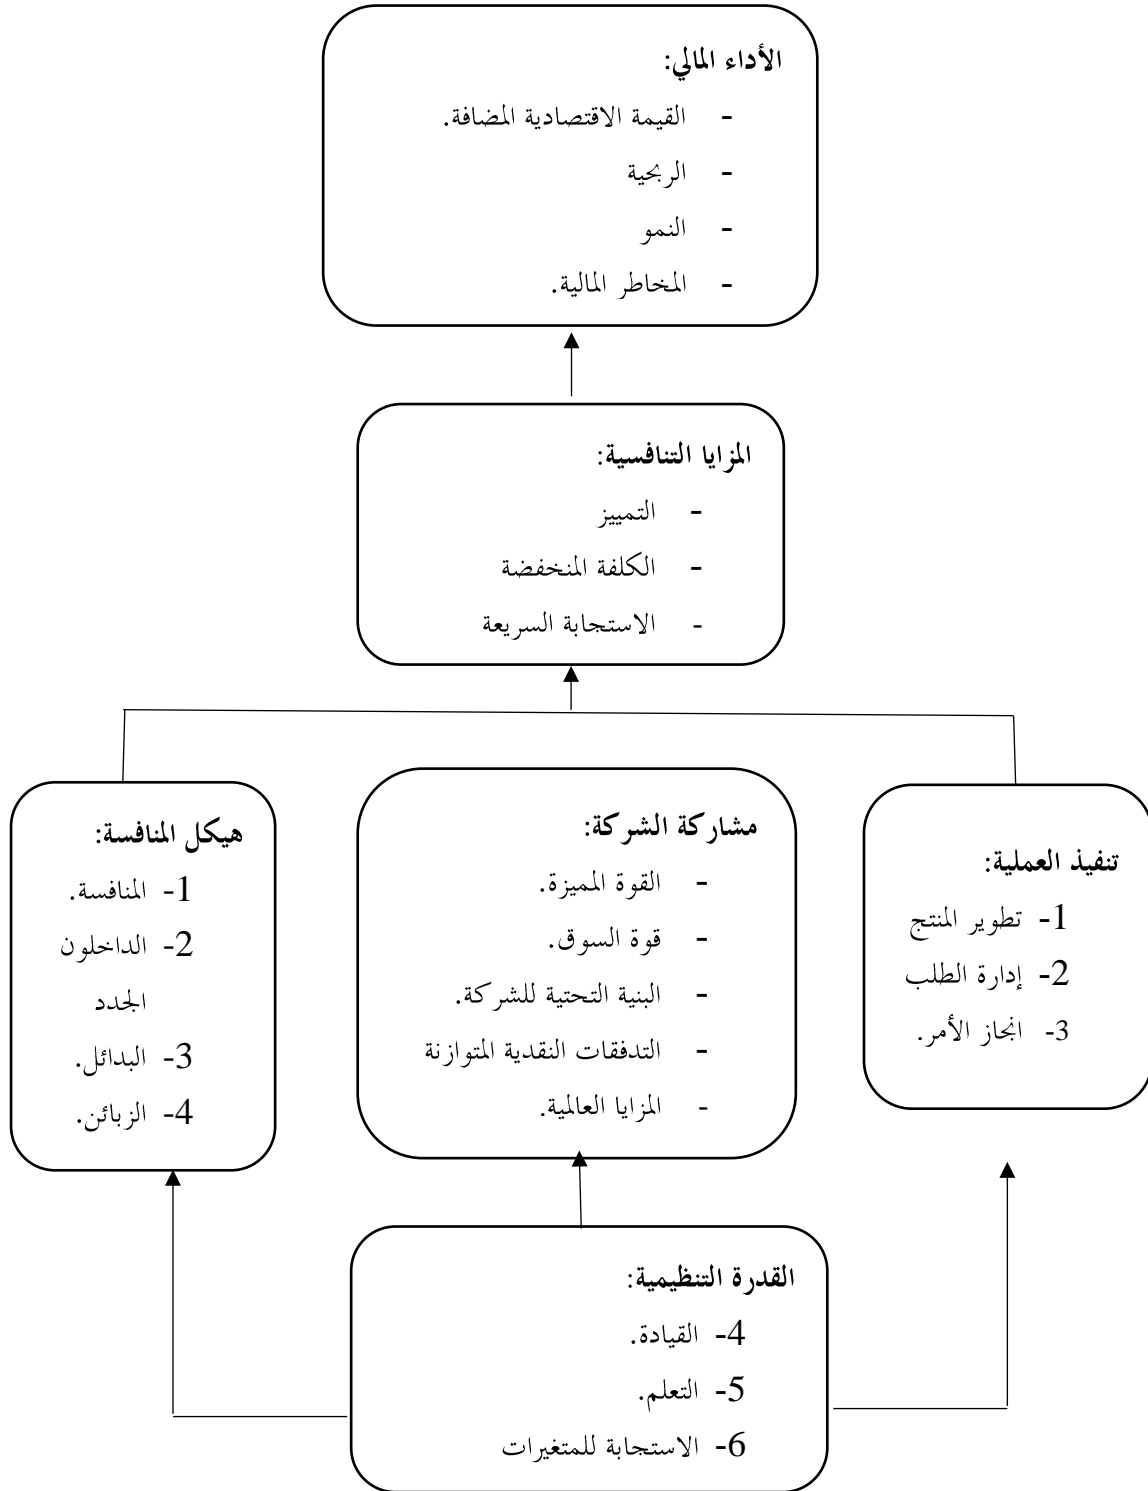 الأداء المالي:
- القيمة الاقتصادية المضافة.
- الربحية
- النمو
- المخاطر المالية.
المزايا التنافسية:
- التمييز
- الكلفة المنخفضة
- الاستجابة السريعة
تنفيذ العملية:
1- تطوير المنتج
2- إدارة الطلب
3- انجاز الأمر.
مشاركة الشركة:
- القوة المميزة.
- قوة السوق.
- البنية التحتية للشركة.
- التدفقات النقدية المتوازنة
- المزايا العالمية.
هيكل المنافسة:
1- المنافسة.
2- الداخلون
الجدد
3- البدائل.
4- الزبائن.
القدرة التنظيمية:
4- القيادة.
5- التعلم.
6- الاستجابة للمتغيرات